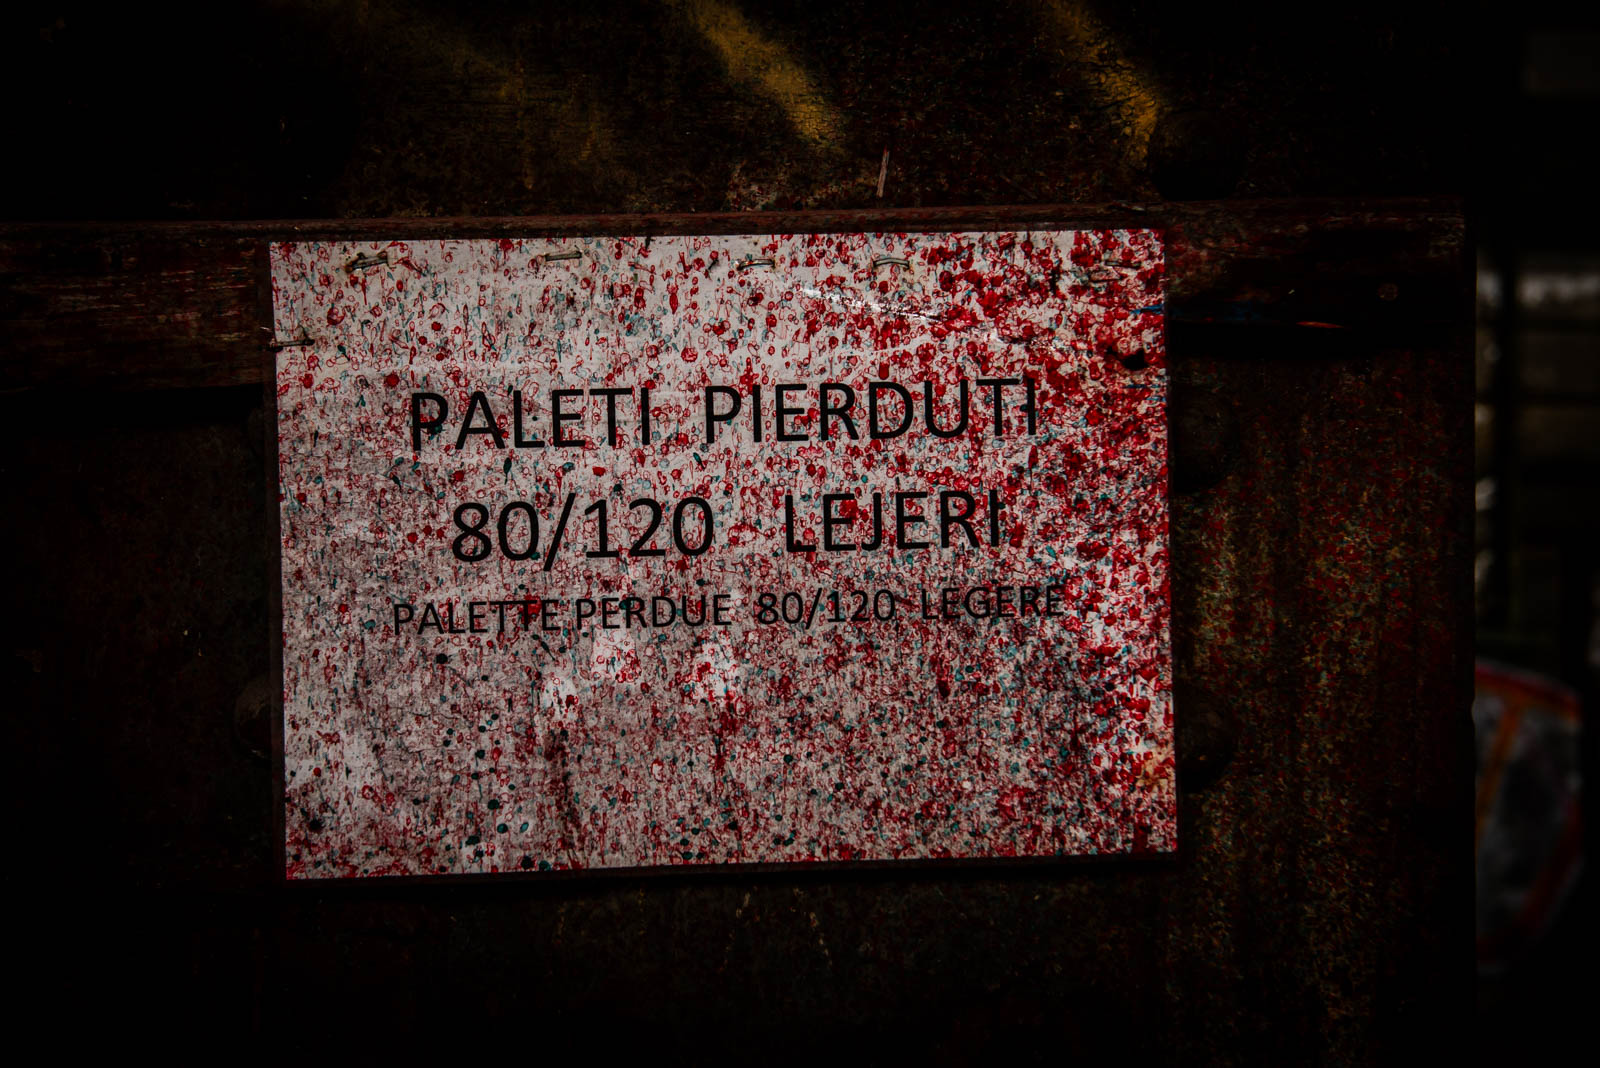 PALETI PIERDUTI
80/120 LEJERI
PALETTE PERDUE 80/120 LEGERE